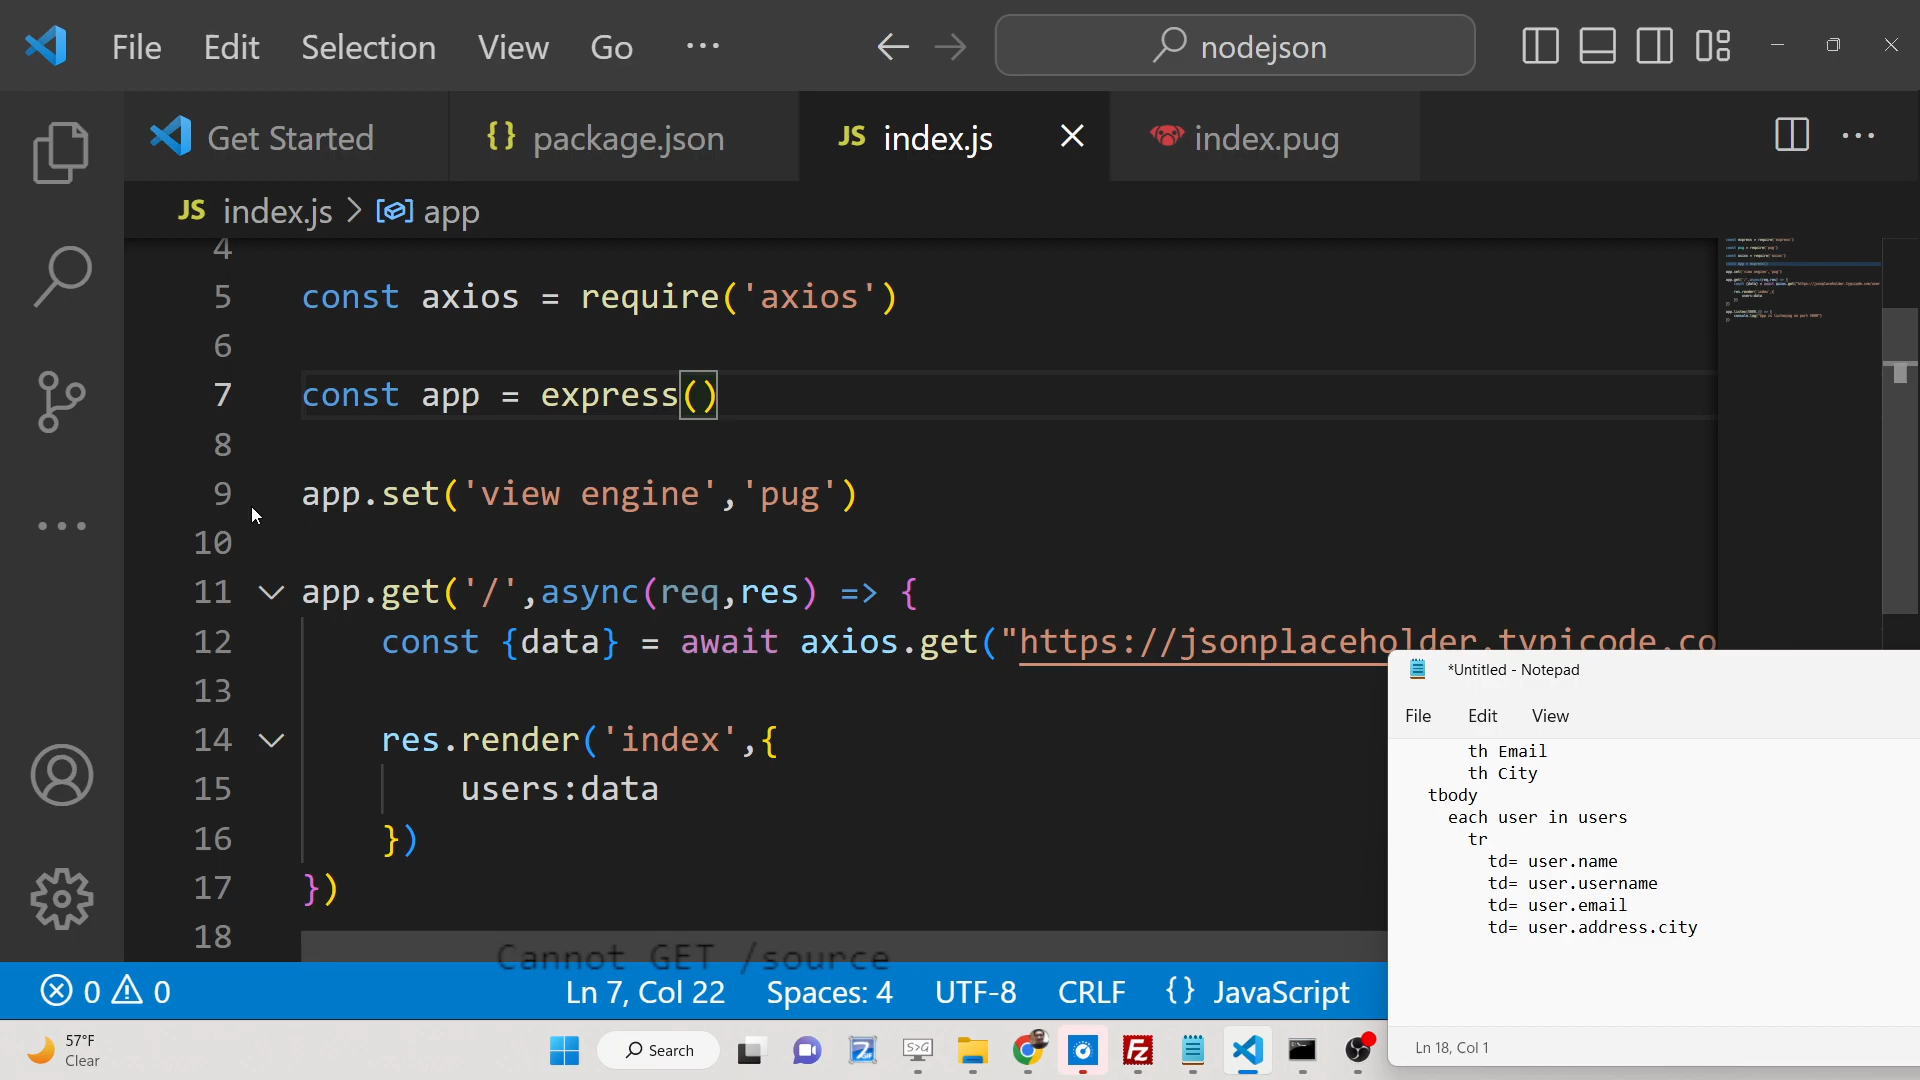 File Edit Selection View Go ···
nodejson
Get Started
{} package.json
JS index.js
index.pug
JS index.js > app
4
5 const axios = require('axios')
6
7 const app = express()
8
9 app.set('view engine','pug')
10
11 app.get('/',async(req,res) => {
12 const {data} = await axios.get("https://jsonplaceholder.typicode.co
13
14 res.render('index',{
15 users:data
16 })
17 })
18
Cannot GET /source
0 0
Ln 7, Col 22 Spaces: 4 UTF-8 CRLF {} JavaScript
*Untitled - Notepad
File Edit View
th Email
th City
tbody
each user in users
tr
td= user.name
td= user.username
td= user.email
td= user.address.city
Ln 18, Col 1
57°F
Clear
Search